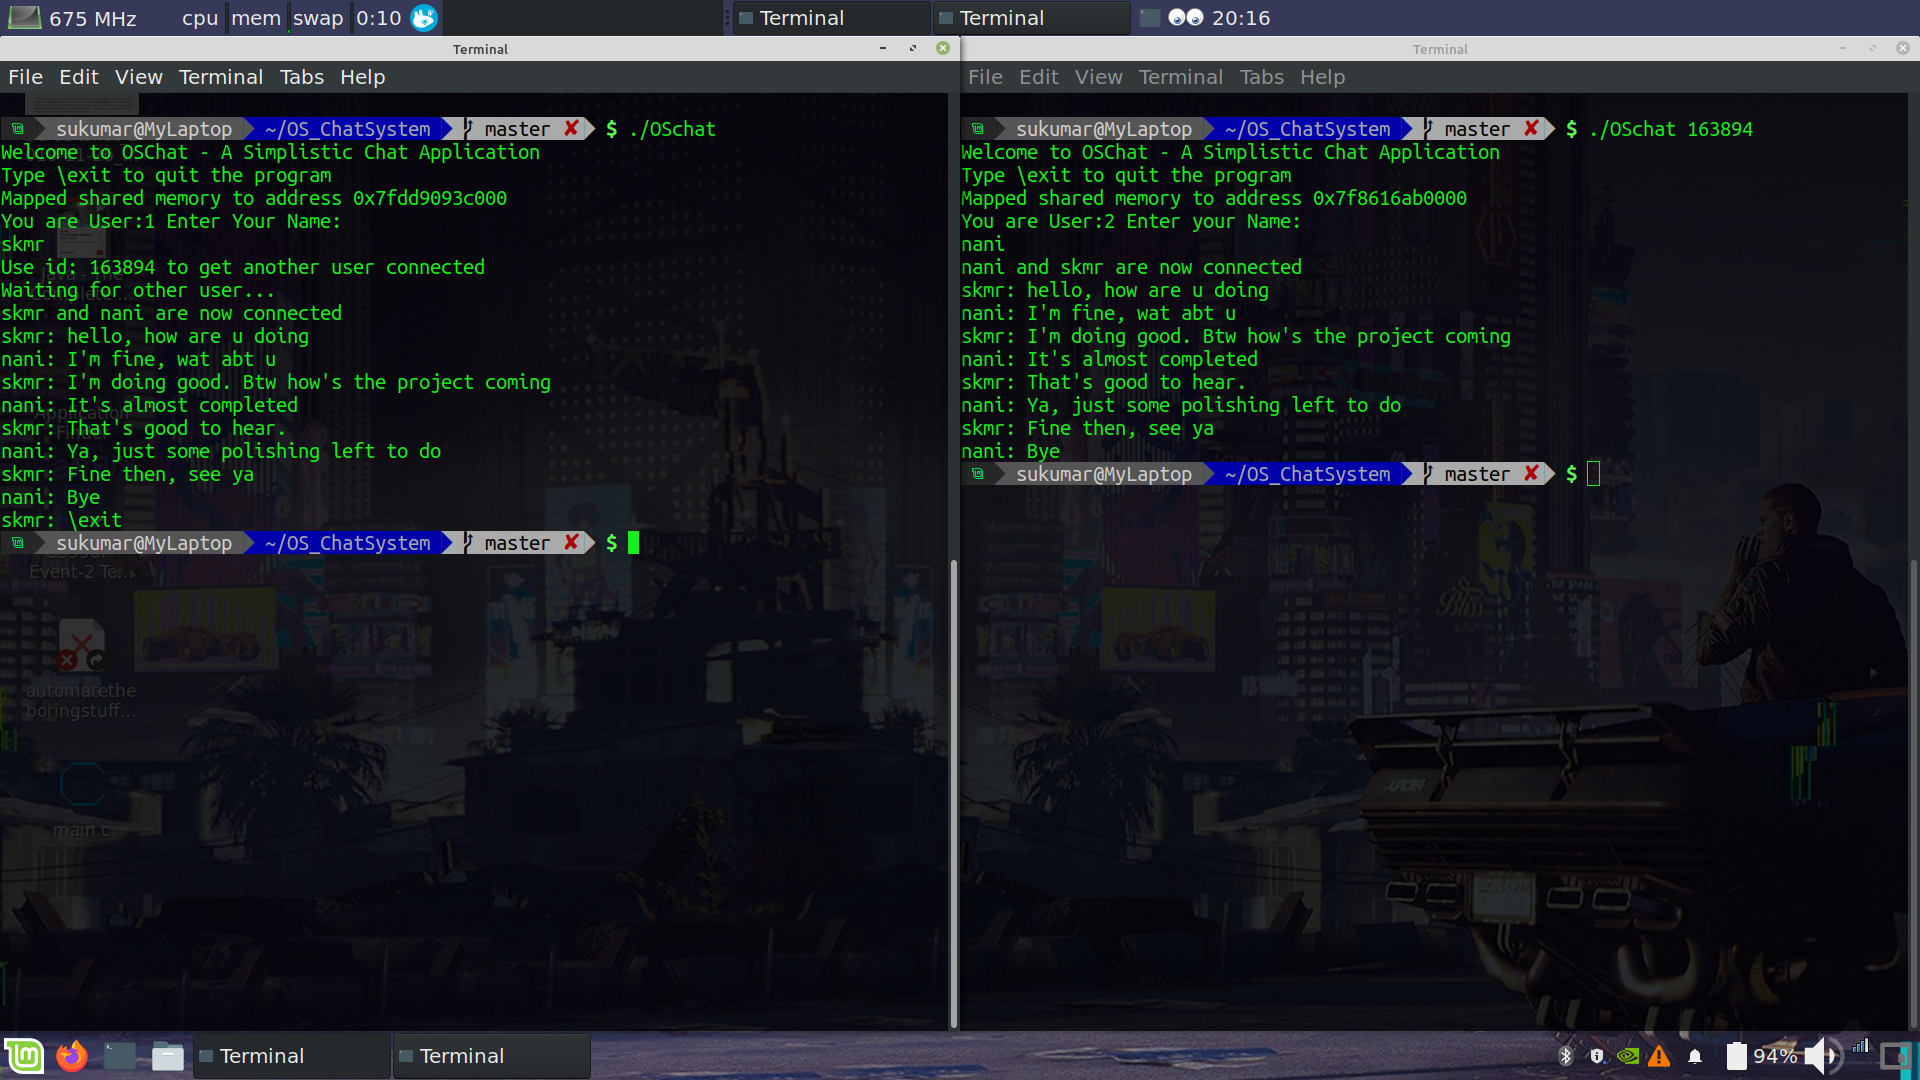 675 MHz cpu mem swap 0:10 Terminal Terminal 20:16
Terminal
File Edit View Terminal Tabs Help
sukumar@MyLaptop ~/OS_ChatSystem master ✘ $ ./OSchat
Welcome to OSChat - A Simplistic Chat Application
Type \exit to quit the program
Mapped shared memory to address 0x7fdd9093c000
You are User:1 Enter Your Name:
skmr
Use id: 163894 to get another user connected
Waiting for other user...
skmr and nani are now connected
skmr: hello, how are u doing
nani: I'm fine, wat abt u
skmr: I'm doing good. Btw how's the project coming
nani: It's almost completed
skmr: That's good to hear.
nani: Ya, just some polishing left to do
skmr: Fine then, see ya
nani: Bye
skmr: \exit
sukumar@MyLaptop ~/OS_ChatSystem master ✘ $
Event-2 Te...
automatethe
boringstuff...
main.c
Terminal
File Edit View Terminal Tabs Help
sukumar@MyLaptop ~/OS_ChatSystem master ✘ $ ./OSchat 163894
Welcome to OSChat - A Simplistic Chat Application
Type \exit to quit the program
Mapped shared memory to address 0x7f8616ab0000
You are User:2 Enter your Name:
nani
nani and skmr are now connected
skmr: hello, how are u doing
nani: I'm fine, wat abt u
skmr: I'm doing good. Btw how's the project coming
nani: It's almost completed
skmr: That's good to hear.
nani: Ya, just some polishing left to do
skmr: Fine then, see ya
nani: Bye
sukumar@MyLaptop ~/OS_ChatSystem master ✘ $
Bliss
Terminal Terminal 94%